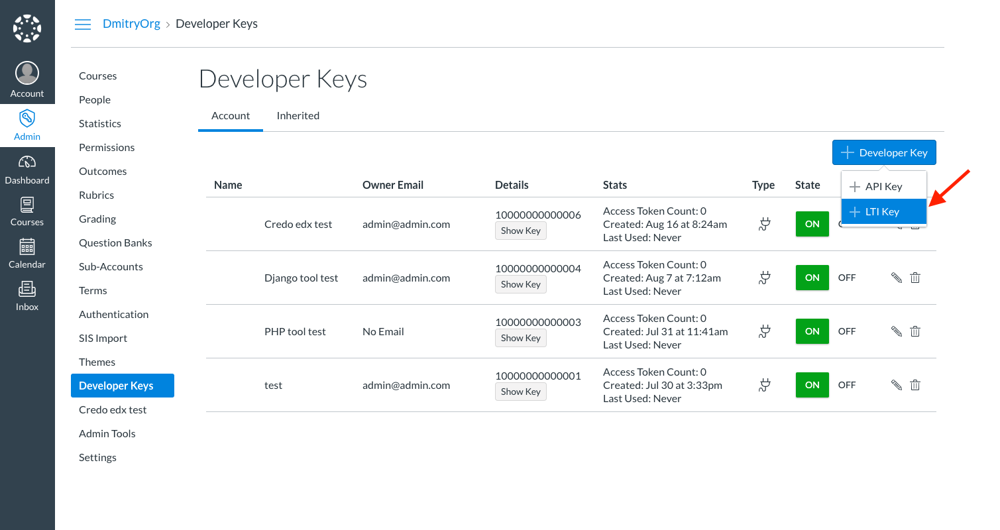 DmitryOrg › Developer Keys
Account
Admin
Dashboard
Courses
Calendar
Inbox
Courses
People
Statistics
Permissions
Outcomes
Rubrics
Grading
Question Banks
Sub-Accounts
Terms
Authentication
SIS Import
Themes
Developer Keys
Credo edx test
Admin Tools
Settings
Developer Keys
Account Inherited
Developer Key
API Key
LTI Key
Name Owner Email Details Stats Type State
Credo edx test admin@admin.com 10000000000006 Show Key Access Token Count: 0
Created: Aug 16 at 8:24am
Last Used: Never
ON
Django tool test admin@admin.com 10000000000004 Show Key Access Token Count: 0
Created: Aug 7 at 7:12am
Last Used: Never
ON OFF
PHP tool test No Email 10000000000003 Show Key Access Token Count: 0
Created: Jul 31 at 11:41am
Last Used: Never
ON OFF
test admin@admin.com 10000000000001 Show Key Access Token Count: 0
Created: Jul 30 at 3:33pm
Last Used: Never
ON OFF